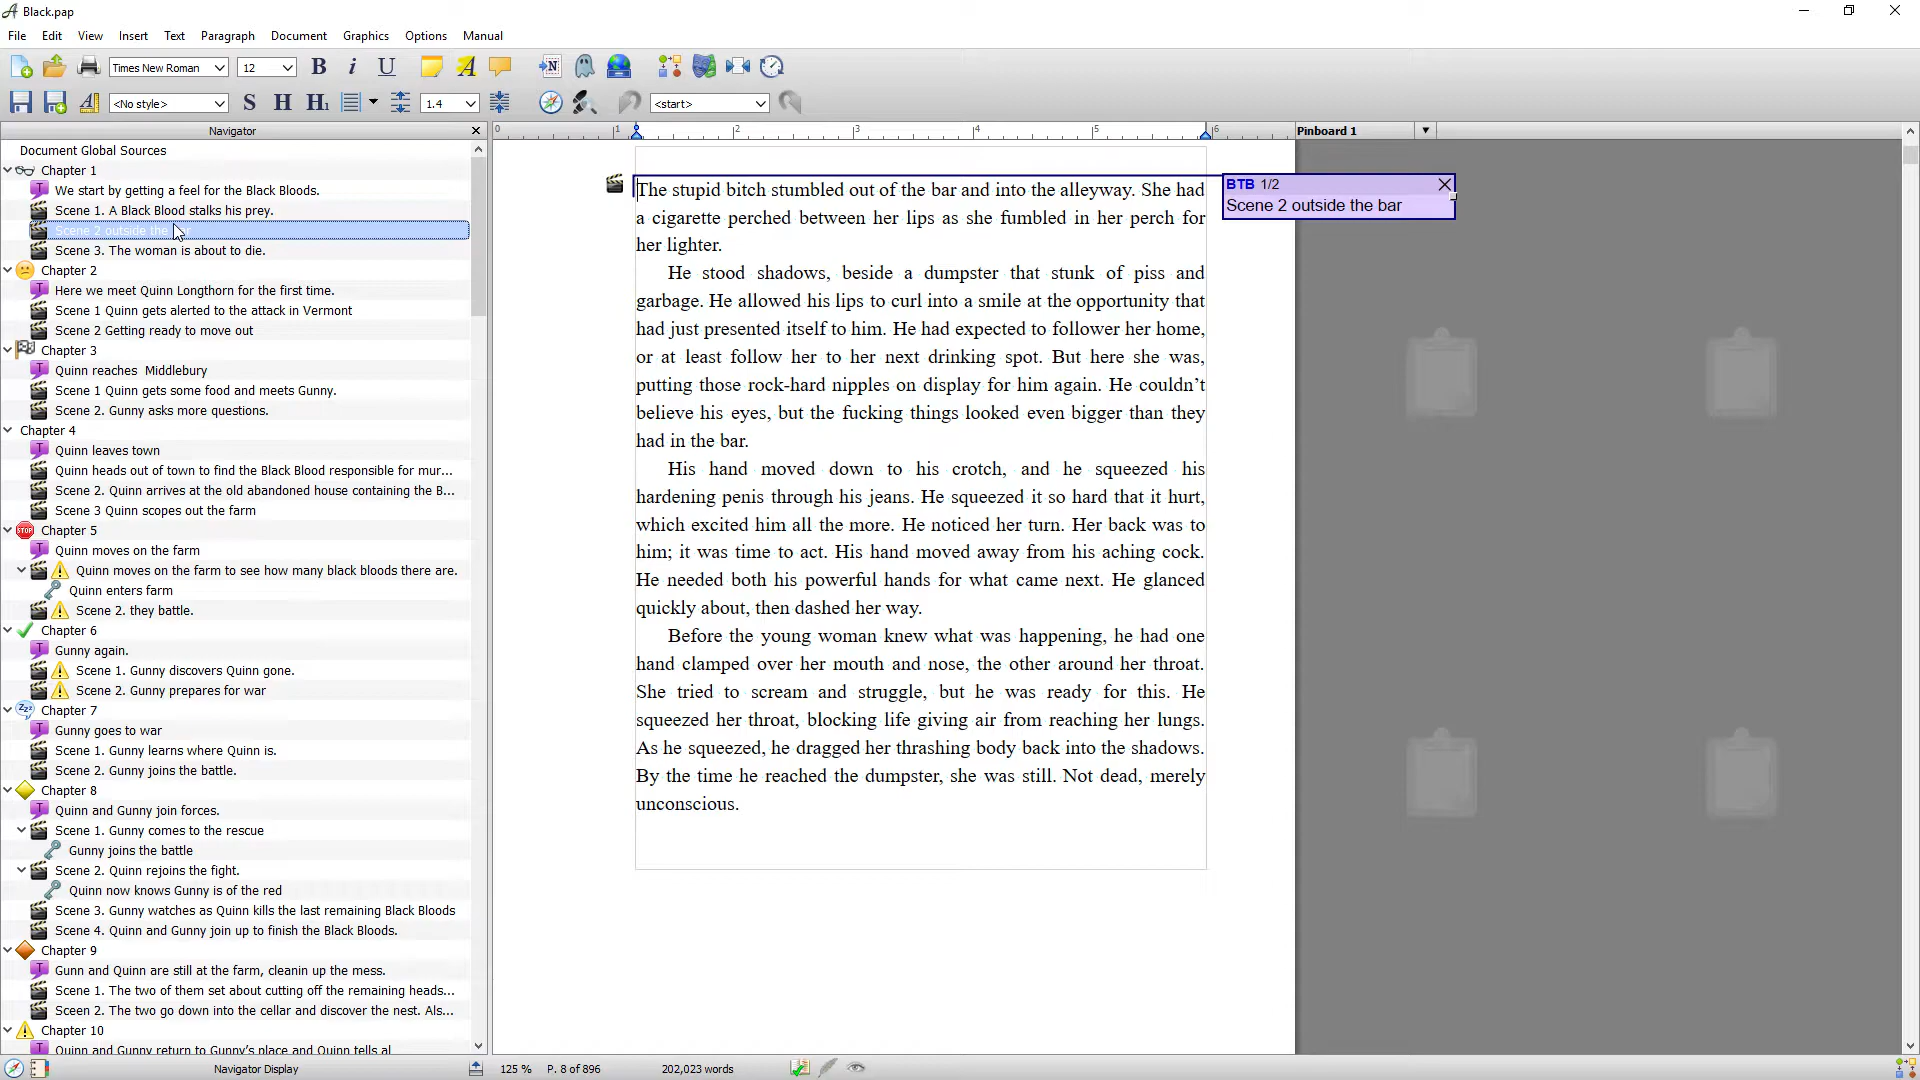 Black.pap
File Edit View Insert Text Paragraph Document Graphics Options Manual
Times New Roman 12 B i U A N
A <No style> S H H1 1.4 <start>
Navigator
0 1 2 3 4 5 6
Pinboard 1
Document Global Sources
Chapter 1
We start by getting a feel for the Black Bloods.
Scene 1. A Black Blood stalks his prey.
Scene 2 outside the bar
Scene 3. The woman is about to die.
Chapter 2
Here we meet Quinn Longthorn for the first time.
Scene 1 Quinn gets alerted to the attack in Vermont
Scene 2 Getting ready to move out
Chapter 3
Quinn reaches  Middlebury
Scene 1 Quinn gets some food and meets Gunny.
Scene 2. Gunny asks more questions.
Chapter 4
Quinn leaves town
Quinn heads out of town to find the Black Blood responsible for mur...
Scene 2. Quinn arrives at the old abandoned house containing the B...
Scene 3 Quinn scopes out the farm
STOP Chapter 5
Quinn moves on the farm
Quinn moves on the farm to see how many black bloods there are.
Quinn enters farm
Scene 2. they battle.
Chapter 6
Gunny again.
Scene 1. Gunny discovers Quinn gone.
Scene 2. Gunny prepares for war
Zzz Chapter 7
Gunny goes to war
Scene 1. Gunny learns where Quinn is.
Scene 2. Gunny joins the battle.
Chapter 8
Quinn and Gunny join forces.
Scene 1. Gunny comes to the rescue
Gunny joins the battle
Scene 2. Quinn rejoins the fight.
Quinn now knows Gunny is of the red
Scene 3. Gunny watches as Quinn kills the last remaining Black Bloods
Scene 4. Quinn and Gunny join up to finish the Black Bloods.
Chapter 9
Gunn and Quinn are still at the farm, cleanin up the mess.
Scene 1. The two of them set about cutting off the remaining heads...
Sceen 2. The two go down into the cellar and discover the nest. Als...
Chapter 10
Quinn and Gunny return to Gunny's place and Quinn tells al
The stupid bitch stumbled out of the bar and into the alleyway. She had
a cigarette perched between her lips as she fumbled in her perch for
her lighter.
He stood shadows, beside a dumpster that stunk of piss and
garbage. He allowed his lips to curl into a smile at the opportunity that
had just presented itself to him. He had expected to follower her home,
or at least follow her to her next drinking spot. But here she was,
putting those rock-hard nipples on display for him again. He couldn't
believe his eyes, but the fucking things looked even bigger than they
had in the bar.
His hand moved down to his crotch, and he squeezed his
hardening penis through his jeans. He squeezed it so hard that it hurt,
which excited him all the more. He noticed her turn. Her back was to
him; it was time to act. His hand moved away from his aching cock.
He needed both his powerful hands for what came next. He glanced
quickly about, then dashed her way.
Before the young woman knew what was happening, he had one
hand clamped over her mouth and nose, the other around her throat.
She tried to scream and struggle, but he was ready for this. He
squeezed her throat, blocking life giving air from reaching her lungs.
As he squeezed, he dragged her thrashing body back into the shadows.
By the time he reached the dumpster, she was still. Not dead, merely
unconscious.
BTB 1/2
Scene 2 outside the bar
Navigator Display
125 % P. 8 of 896 202,023 words